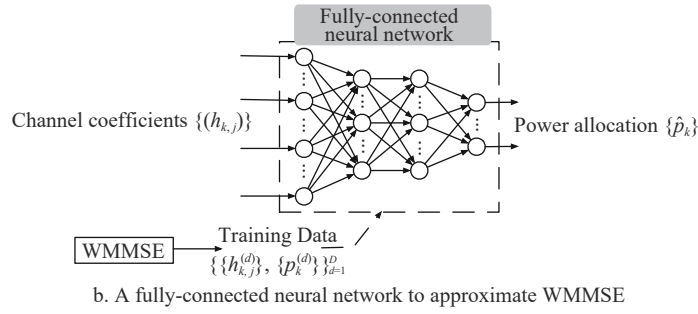 Fully-connected
neural network
Channel coefficients {(h_{k,j})}
Power allocation {p̂_k}
WMMSE
Training Data
{{h_{k,j}^{(d)}}, {p_k^{(d)}}}_{d=1}^{D}
b. A fully-connected neural network to approximate WMMSE